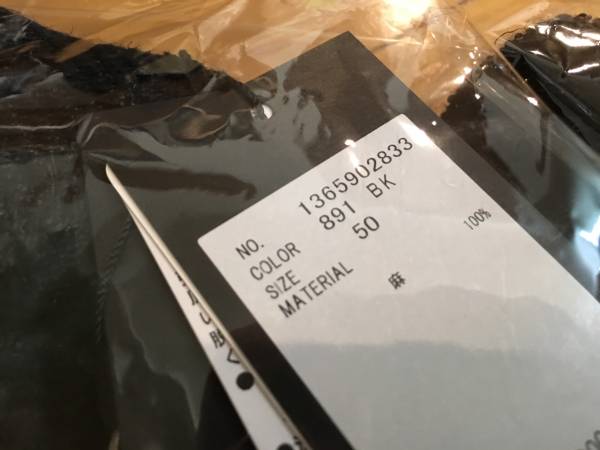 NO. 1365902833
COLOR 891 BK
SIZE 50
MATERIAL
麻 100%